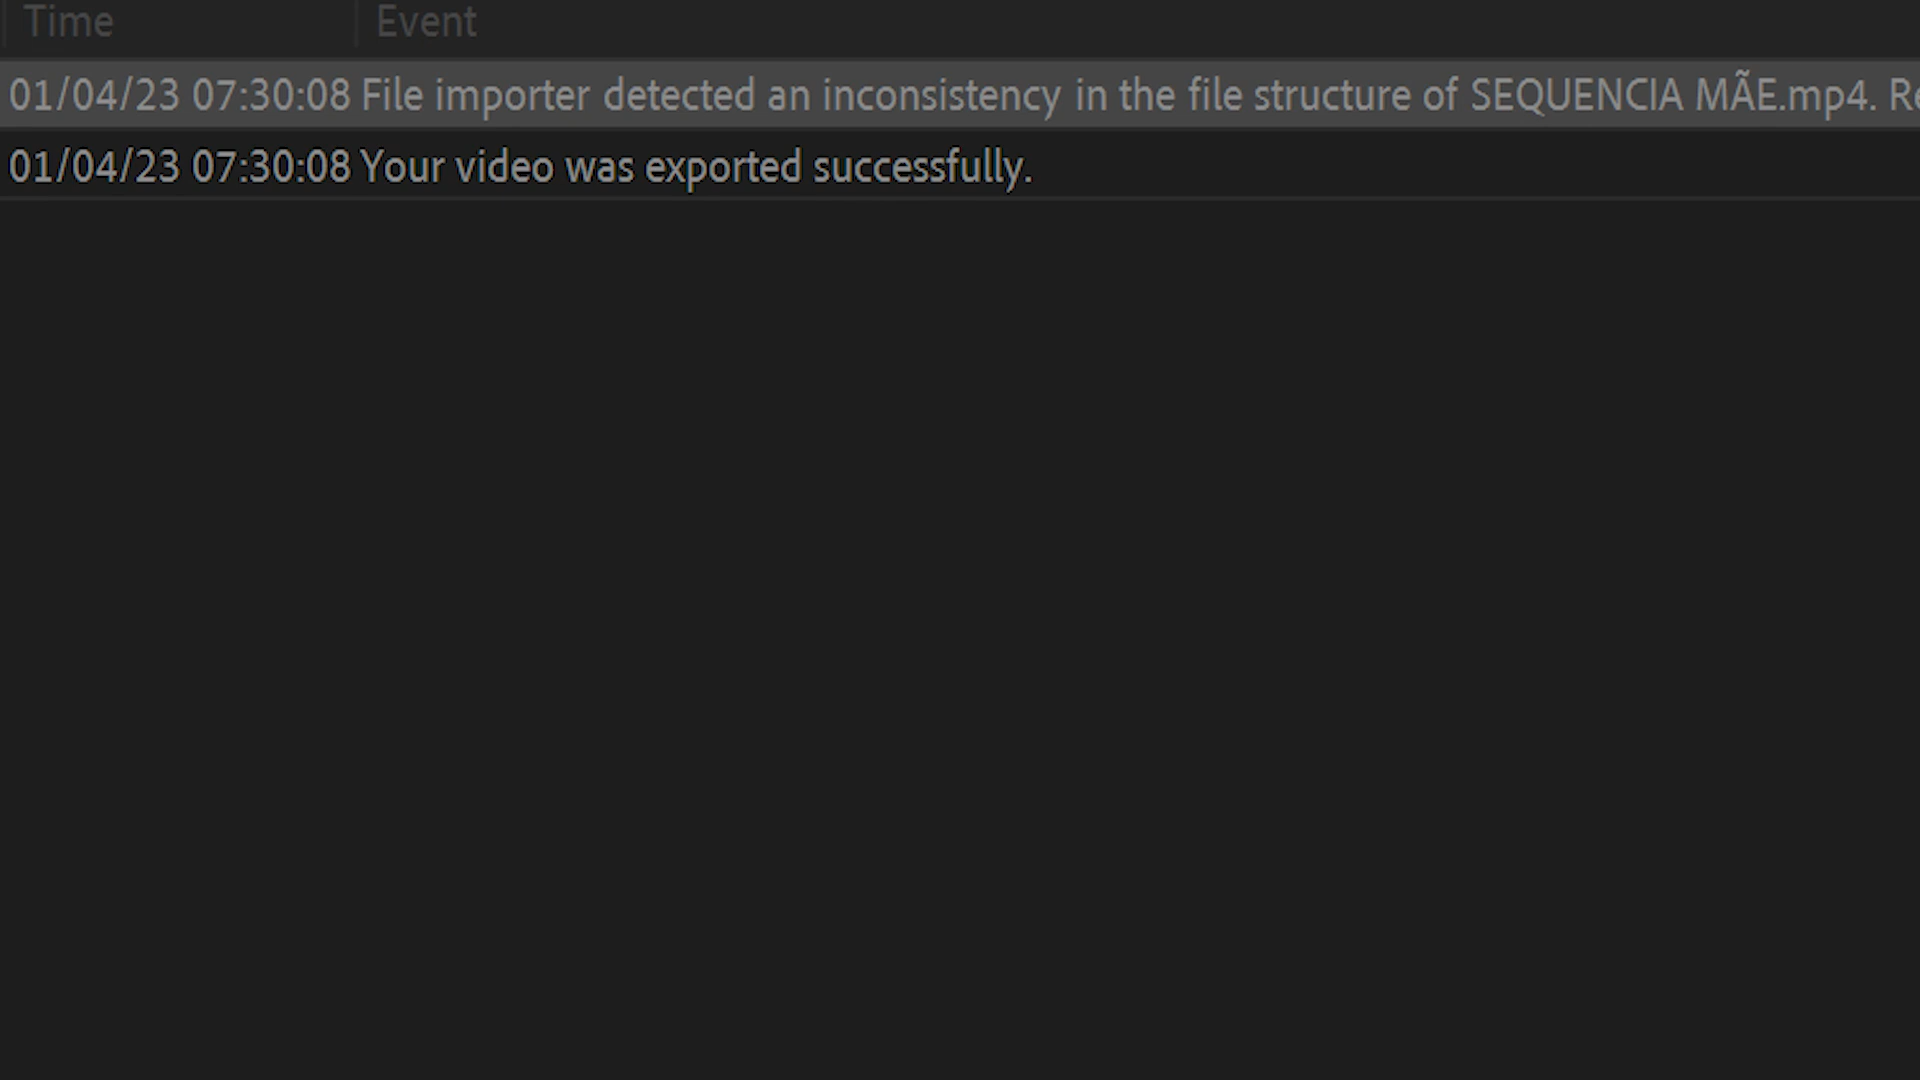 Time Event
01/04/23 07:30:08 File importer detected an inconsistency in the file structure of SEQUENCIA MÃE.mp4. Re
01/04/23 07:30:08 Your video was exported successfully.